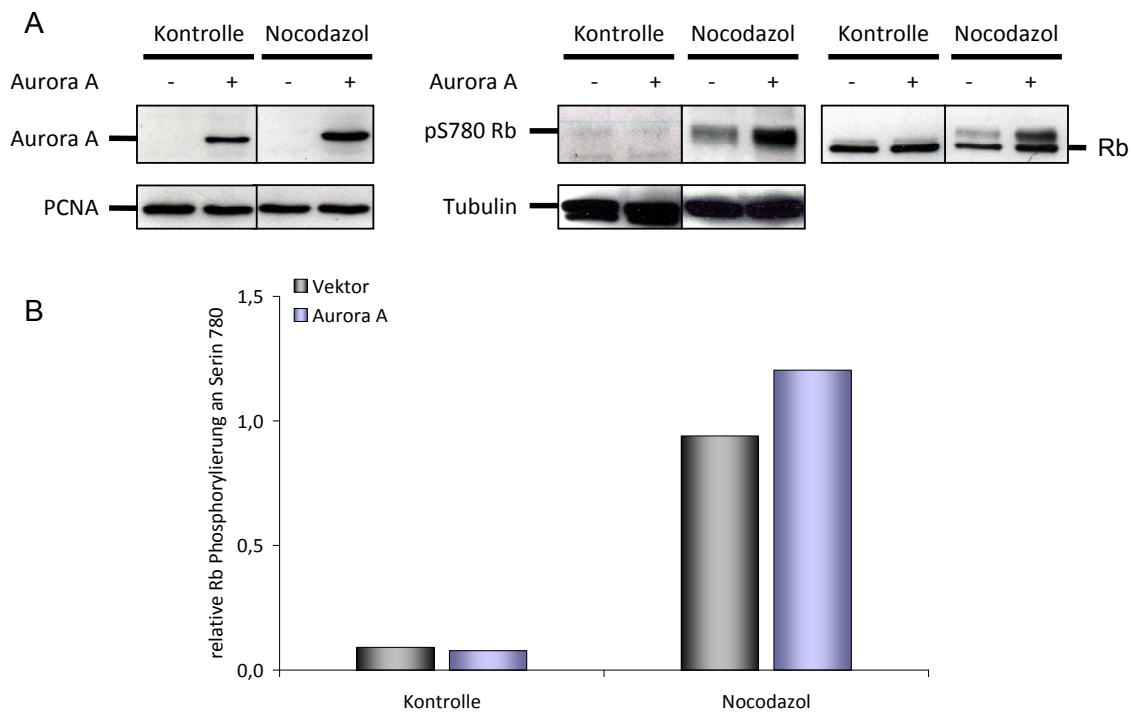 A
Kontrolle Nocodazol
Aurora A - + - +
Aurora A
PCNA
Kontrolle Nocodazol Kontrolle Nocodazol
Aurora A - + - + - + - +
pS780 Rb
Rb
Tubulin
B
Vektor
Aurora A
relative Rb Phosphorylierung an Serin 780
1,5
1,0
0,5
0,0
Kontrolle Nocodazol